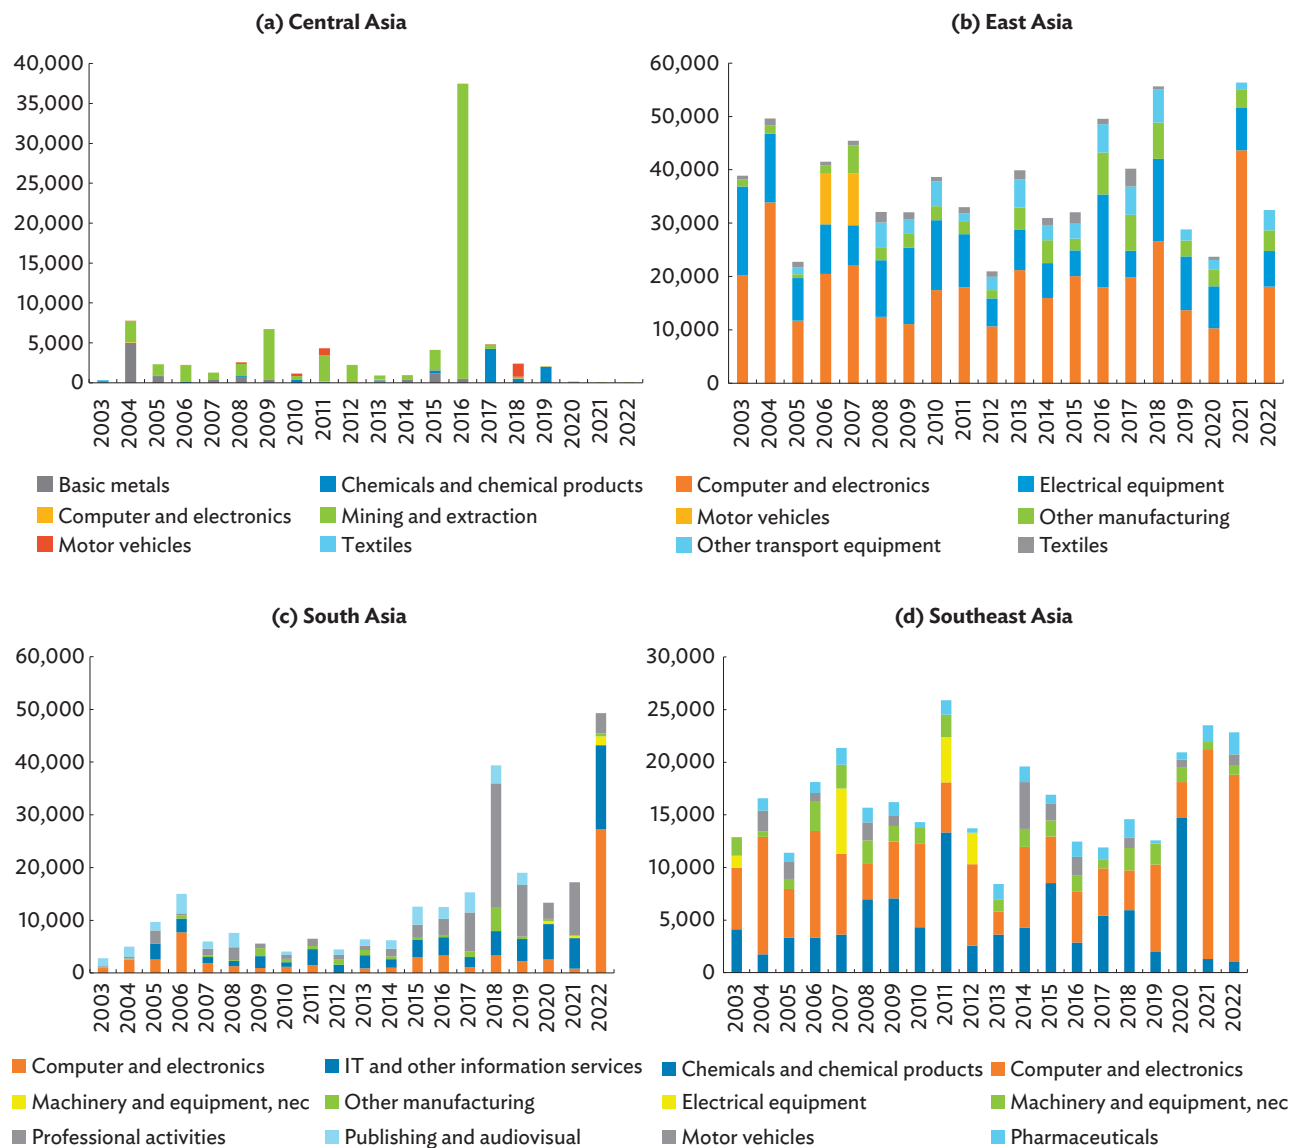 (a) Central Asia
40,000
35,000
30,000
25,000
20,000
15,000
10,000
5,000
0
2003 2004 2005 2006 2007 2008 2009 2010 2011 2012 2013 2014 2015 2016 2017 2018 2019 2020 2021 2022
Basic metals Chemicals and chemical products
Computer and electronics Mining and extraction
Motor vehicles Textiles
(b) East Asia
60,000
50,000
40,000
30,000
20,000
10,000
0
2003 2004 2005 2006 2007 2008 2009 2010 2011 2012 2013 2014 2015 2016 2017 2018 2019 2020 2021 2022
Computer and electronics Electrical equipment
Motor vehicles Other manufacturing
Other transport equipment Textiles
(c) South Asia
60,000
50,000
40,000
30,000
20,000
10,000
0
2003 2004 2005 2006 2007 2008 2009 2010 2011 2012 2013 2014 2015 2016 2017 2018 2019 2020 2021 2022
Computer and electronics IT and other information services
Machinery and equipment, nec Other manufacturing
Professional activities Publishing and audiovisual
(d) Southeast Asia
30,000
25,000
20,000
15,000
10,000
5,000
0
2003 2004 2005 2006 2007 2008 2009 2010 2011 2012 2013 2014 2015 2016 2017 2018 2019 2020 2021 2022
Chemicals and chemical products Computer and electronics
Electrical equipment Machinery and equipment, nec
Motor vehicles Pharmaceuticals